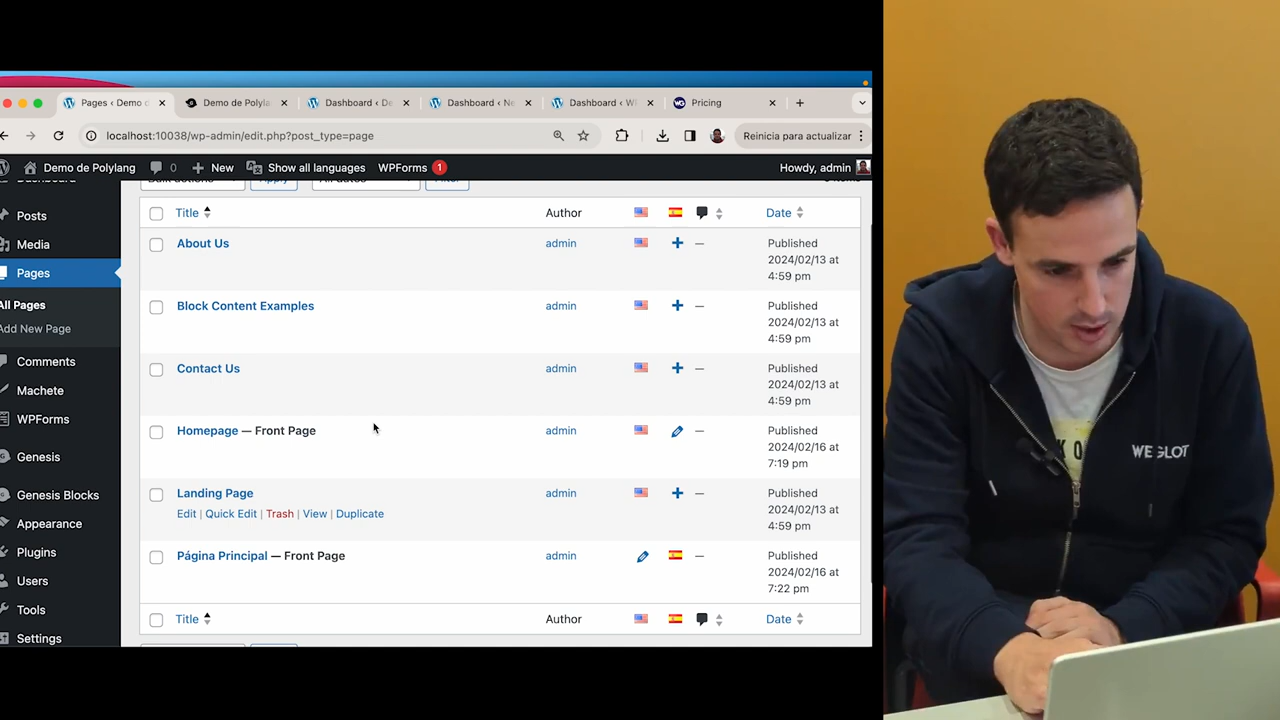 Pages ‹ Demo d
Demo de Polyla
Dashboard ‹ De
Dashboard ‹ Ne
Dashboard ‹ W
Pricing
localhost:10038/wp-admin/edit.php?post_type=page
Reinicia para actualizar
Demo de Polylang
0
New
Show all languages
WPForms 1
Howdy, admin
Posts
Media
Pages
All Pages
Add New Page
Comments
Machete
WPForms
Genesis
Genesis Blocks
Appearance
Plugins
Users
Tools
Settings
Title Author Date
About Us admin — Published
2024/02/13 at
4:59 pm
Block Content Examples admin — Published
2024/02/13 at
4:59 pm
Contact Us admin — Published
2024/02/13 at
4:59 pm
Homepage — Front Page admin — Published
2024/02/16 at
7:19 pm
Landing Page admin — Published
Edit | Quick Edit | Trash | View | Duplicate
2024/02/13 at
4:59 pm
Página Principal — Front Page admin — Published
2024/02/16 at
7:22 pm
Title Author Date
WEGLOT